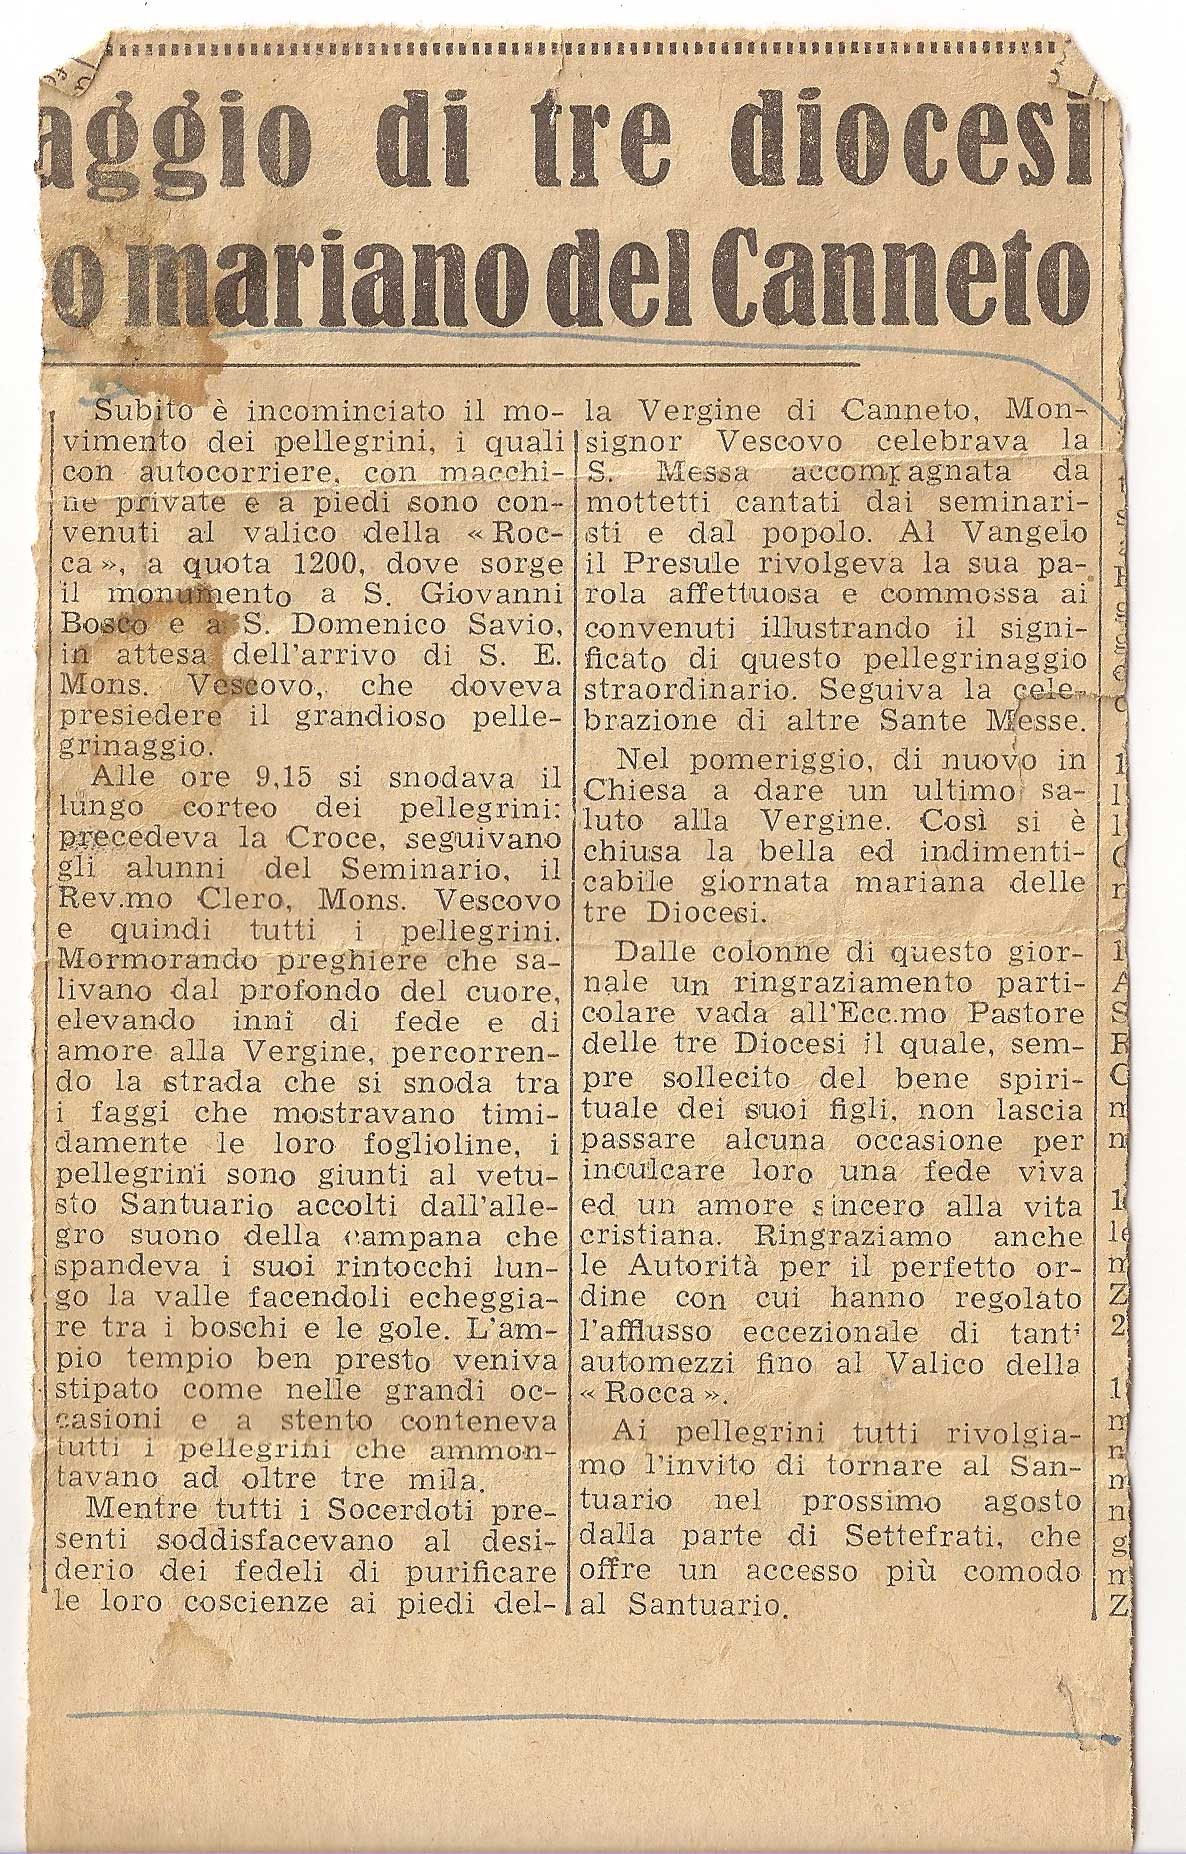 aggio di tre diocesi
o mariano del Canneto
Subito è incominciato il mo-
vimento dei pellegrini, i quali
con autocorriere, con macchi-
ne private e a piedi sono con-
venuti al valico della « Roc-
ca », a quota 1200, dove sorge
il monumento a S. Giovanni
Bosco e a S. Domenico Savio,
in attesa dell'arrivo di S. E.
Mons. Vescovo, che doveva
presiedere il grandioso pelle-
grinaggio.
Alle ore 9,15 si snodava il
lungo corteo dei pellegrini:
precedeva la Croce, seguivano
gli alunni del Seminario, il
Rev.mo Clero, Mons. Vescovo
e quindi tutti i pellegrini.
Mormorando preghiere che sa-
livano dal profondo del cuore,
elevando inni di fede e di
amore alla Vergine, percorren-
do la strada che si snoda tra
i faggi che mostravano timi-
damente le loro foglioline, i
pellegrini sono giunti al vetu-
sto Santuario accolti dall'alle-
gro suono della campana che
spandeva i suoi rintocchi lun-
go la valle facendoli echeggia-
re tra i boschi e le gole. L'am-
pio tempio ben presto veniva
stipato come nelle grandi oc-
casioni e a stento conteneva
tutti i pellegrini che ammon-
tavano ad oltre tre mila.
Mentre tutti i Socerdoti pre-
senti soddisfacevano al desi-
derio dei fedeli di purificare
le loro coscienze ai piedi del-
la Vergine di Canneto, Mon-
signor Vescovo celebrava la
S. Messa accompagnata da
mottetti cantati dai seminari-
sti e dal popolo. Al Vangelo
il Presule rivolgeva la sua pa-
rola affettuosa e commossa ai
convenuti illustrando il signi-
ficato di questo pellegrinaggio
straordinario. Seguiva la cele-
brazione di altre Sante Messe.
Nel pomeriggio, di nuovo in
Chiesa a dare un ultimo sa-
luto alla Vergine. Così si è
chiusa la bella ed indimenti-
cabile giornata mariana delle
tre Diocesi.
Dalle colonne di questo gior-
nale un ringraziamento parti-
colare vada all'Ecc.mo Pastore
delle tre Diocesi il quale, sem-
pre sollecito del bene spiri-
tuale dei suoi figli, non lascia
passare alcuna occasione per
inculcare loro una fede viva
ed un amore sincero alla vita
cristiana. Ringraziamo anche
le Autorità per il perfetto or-
dine con cui hanno regolato
l'afflusso eccezionale di tanti
automezzi fino al Valico della
« Rocca ».
Ai pellegrini tutti rivolgia-
mo l'invito di tornare al San-
tuario nel prossimo agosto
dalla parte di Settefrati, che
offre un accesso più comodo
al Santuario.